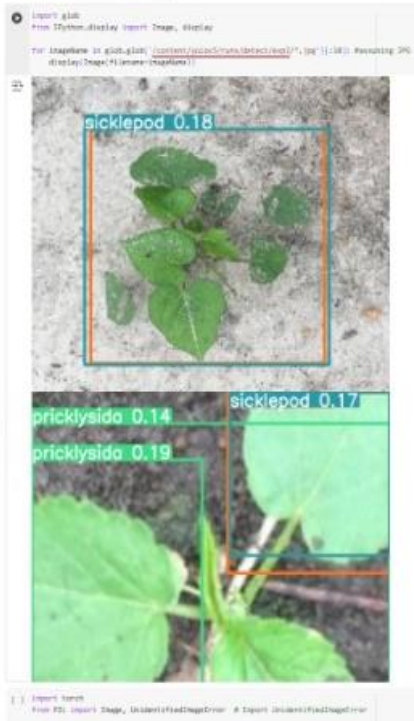 import glob
from IPython.display import Image, display
for imageName in glob.glob('/content/yolov5/runs/detect/exp2/*.jpg')[:10]: #assuming JPG
display(Image(filename=imageName))
sicklepod 0.18
sicklepod 0.17
pricklysida 0.14
pricklysida 0.19
[ ] import torch
from PIL import Image, UnidentifiedImageError # Import UnidentifiedImageError